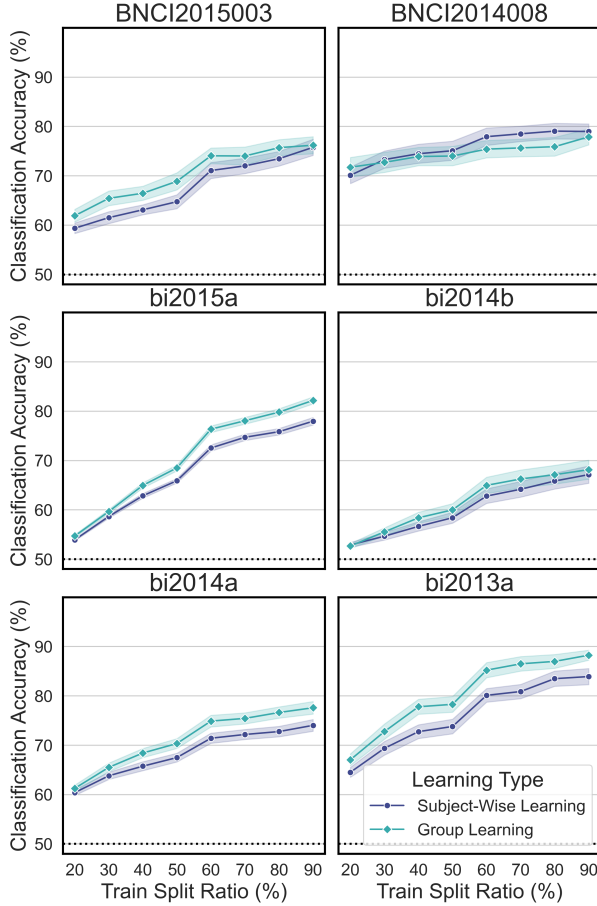 BNCI2015003
BNCI2014008
Classification Accuracy (%)
90
80
70
60
50
bi2015a
bi2014b
Classification Accuracy (%)
90
80
70
60
50
bi2014a
bi2013a
Classification Accuracy (%)
90
80
70
60
50
Learning Type
Subject-Wise Learning
Group Learning
20 30 40 50 60 70 80 90
20 30 40 50 60 70 80 90
Train Split Ratio (%)
Train Split Ratio (%)